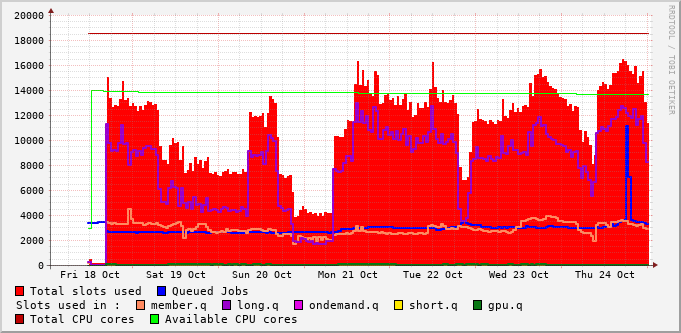 RRDTOOL / TOBI OETIKER
20000
18000
16000
14000
12000
10000
8000
6000
4000
2000
0
Fri 18 Oct Sat 19 Oct Sun 20 Oct Mon 21 Oct Tue 22 Oct Wed 23 Oct Thu 24 Oct
Total slots used Queued Jobs
Slots used in : member.q long.q ondemand.q short.q gpu.q
Total CPU cores Available CPU cores